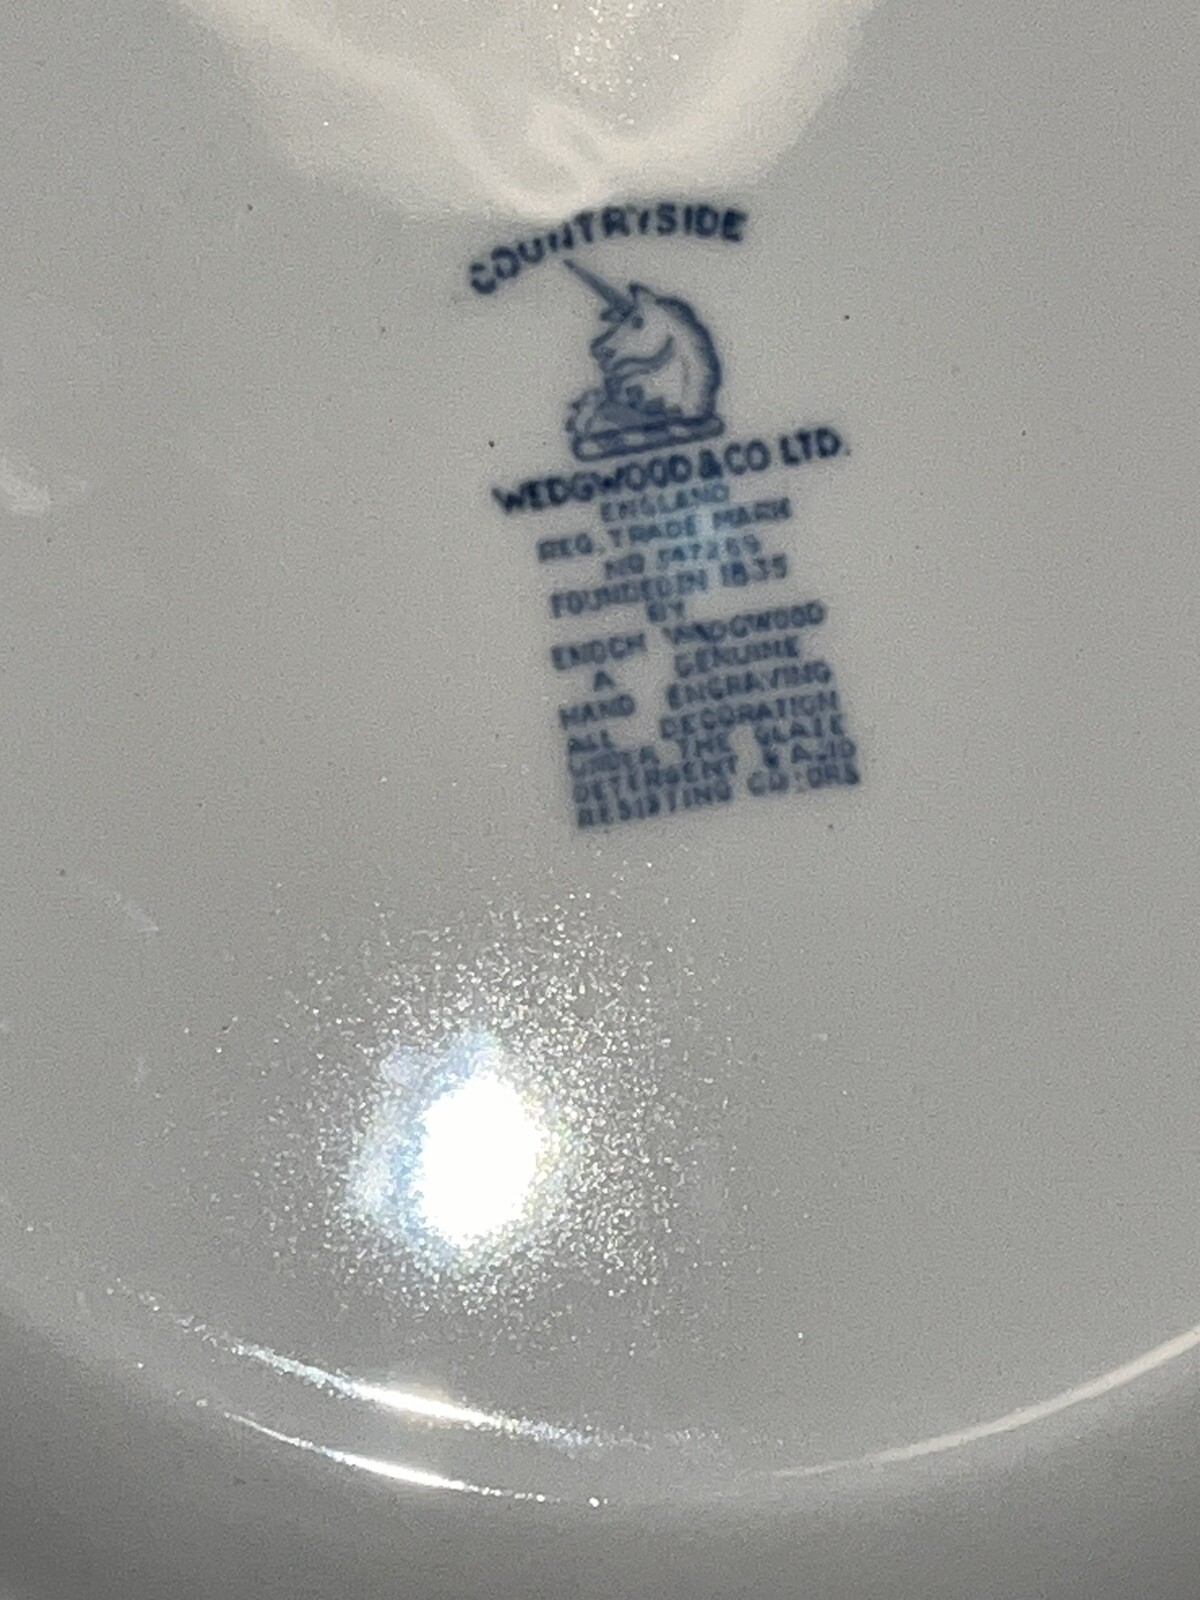 COUNTRYSIDE
WEDGWOOD & CO LTD.
ENGLAND
REG. TRADE MARK
NO
FOUNDED IN 1835
BY
ENOCH WEDGWOOD
A GENUINE
HAND ENGRAVING
ALL DECORATION
UNDER THE GLAZE
DETERGENT & ACID
RESISTING COLORS